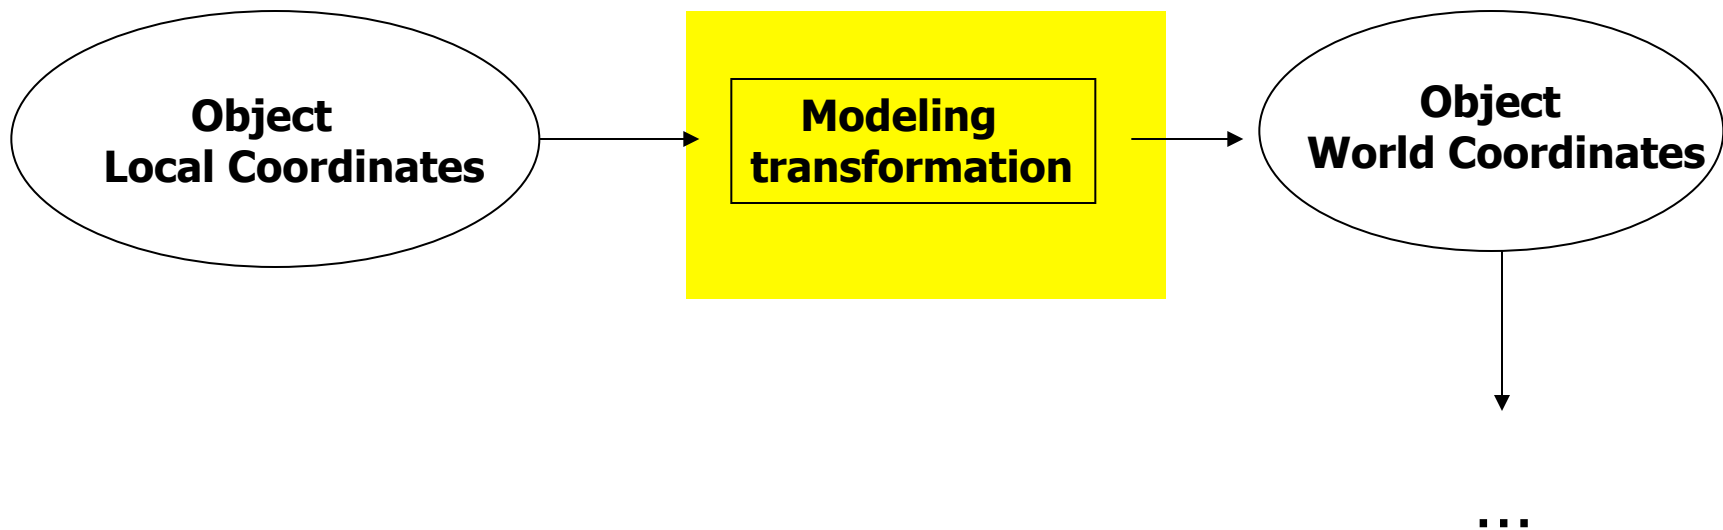 Object
Local Coordinates
Modeling
transformation
Object
World Coordinates
...